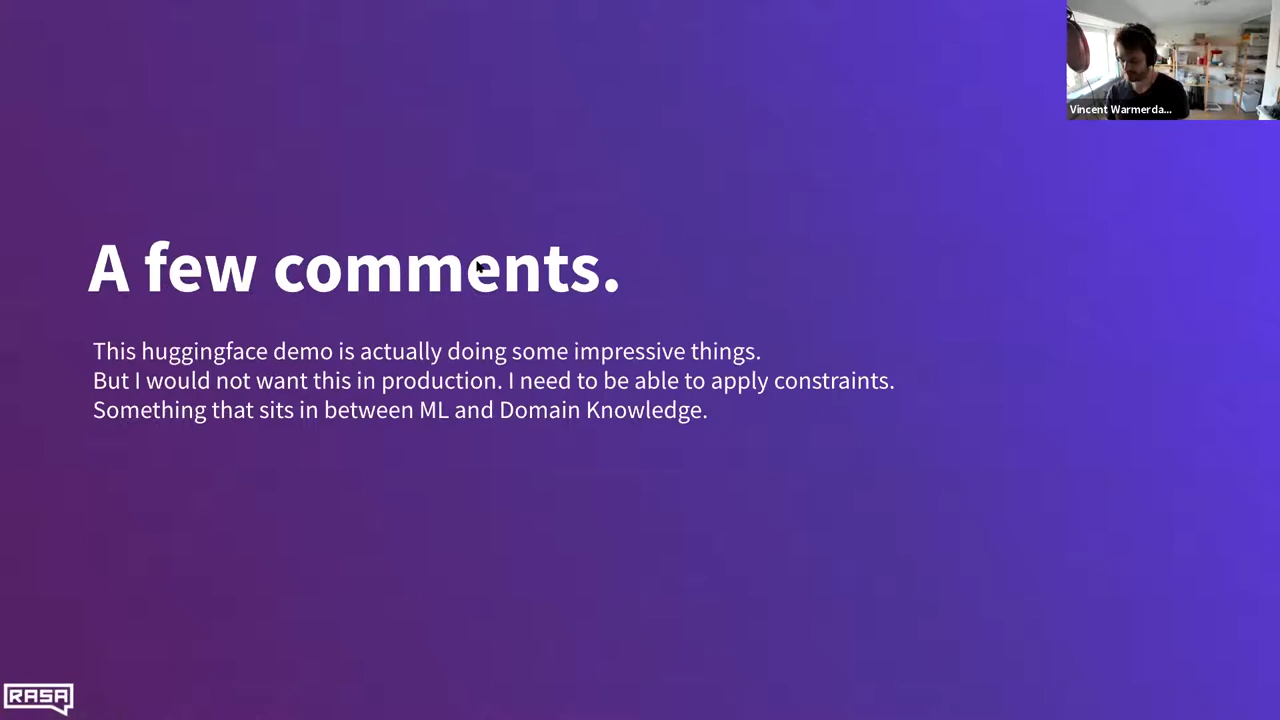 Vincent Warmerda...
A few comments.
This huggingface demo is actually doing some impressive things.
But I would not want this in production. I need to be able to apply constraints.
Something that sits in between ML and Domain Knowledge.
RASA